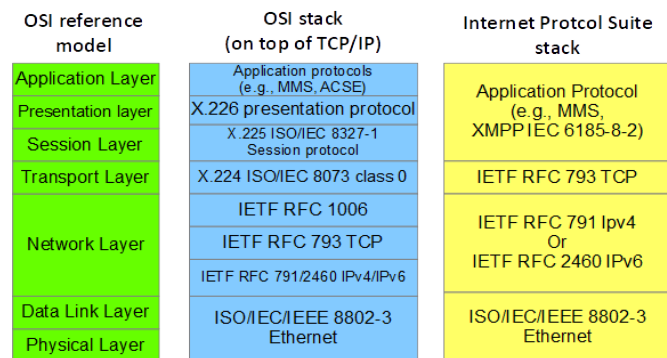 OSI reference
model
Application Layer
Presentation layer
Session Layer
Transport Layer
Network Layer
Data Link Layer
Physical Layer
OSI stack
(on top of TCP/IP)
Application protocols
(e.g., MMS, ACSE)
X.226 presentation protocol
X.225 ISO/IEC 8327-1
Session protocol
X.224 ISO/IEC 8073 class 0
IETF RFC 1006
IETF RFC 793 TCP
IETF RFC 791/2460 IPv4/IPv6
ISO/IEC/IEEE 8802-3
Ethernet
Internet Protcol Suite
stack
Application Protocol
(e.g., MMS,
XMPP IEC 6185-8-2)
IETF RFC 793 TCP
IETF RFC 791 Ipv4
Or
IETF RFC 2460 IPv6
ISO/IEC/IEEE 8802-3
Ethernet